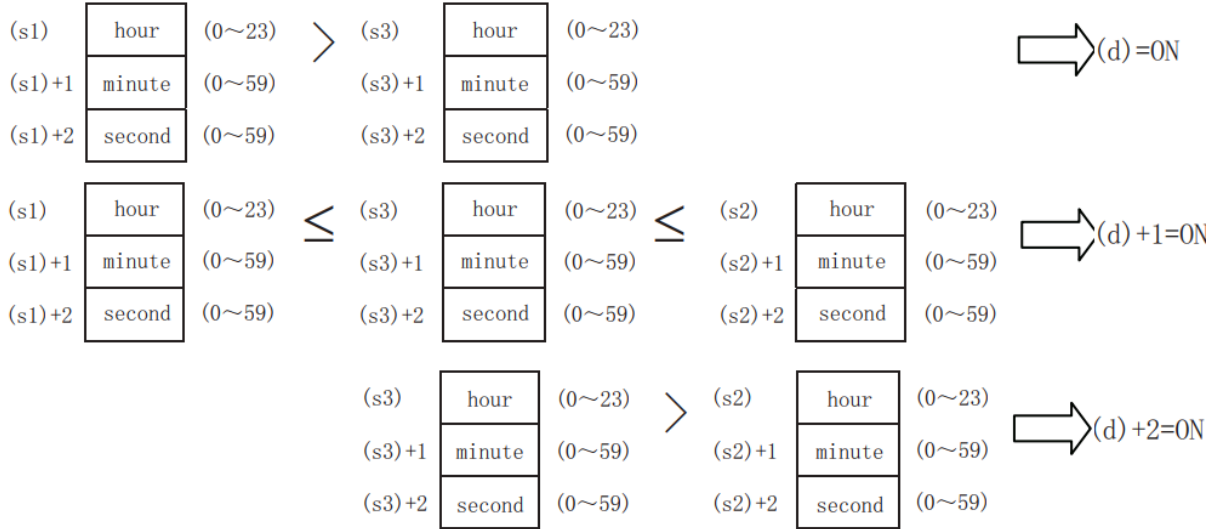 (s1) hour (0~23) > (s3) hour (0~23) (d)=ON
(s1)+1 minute (0~59) (s3)+1 minute (0~59)
(s1)+2 second (0~59) (s3)+2 second (0~59)
(s1) hour (0~23) ≤ (s3) hour (0~23) ≤ (s2) hour (0~23) (d)+1=ON
(s1)+1 minute (0~59) (s3)+1 minute (0~59) (s2)+1 minute (0~59)
(s1)+2 second (0~59) (s3)+2 second (0~59) (s2)+2 second (0~59)
(s3) hour (0~23) > (s2) hour (0~23) (d)+2=ON
(s3)+1 minute (0~59) (s2)+1 minute (0~59)
(s3)+2 second (0~59) (s2)+2 second (0~59)